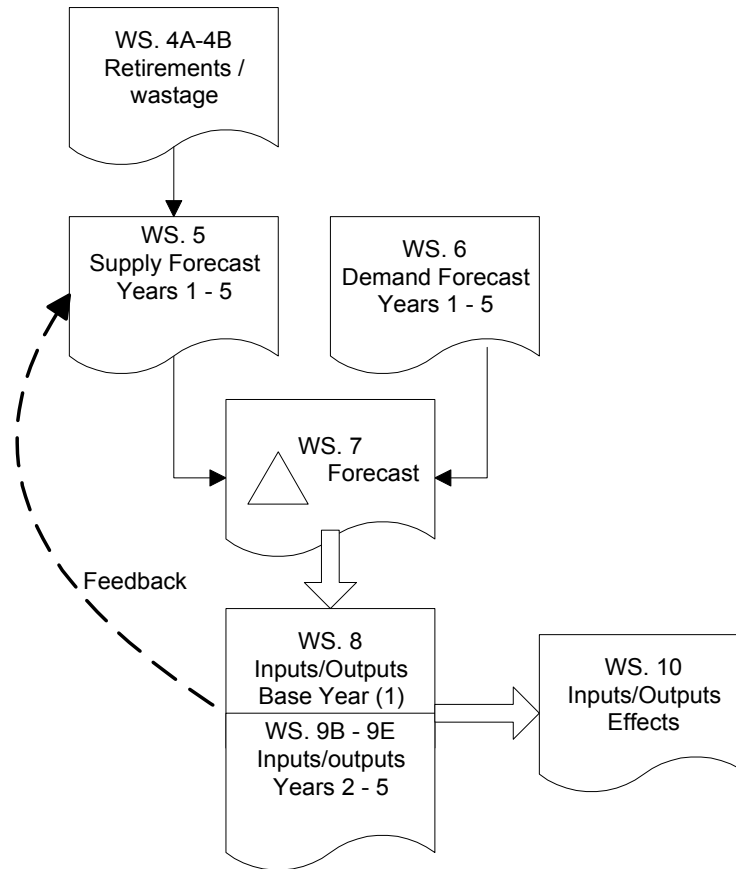 WS. 4A-4B
Retirements /
wastage
WS. 5
Supply Forecast
Years 1 - 5
WS. 6
Demand Forecast
Years 1 - 5
WS. 7
Forecast
Feedback
WS. 8
Inputs/Outputs
Base Year (1)
WS. 9B - 9E
Inputs/outputs
Years 2 - 5
WS. 10
Inputs/Outputs
Effects